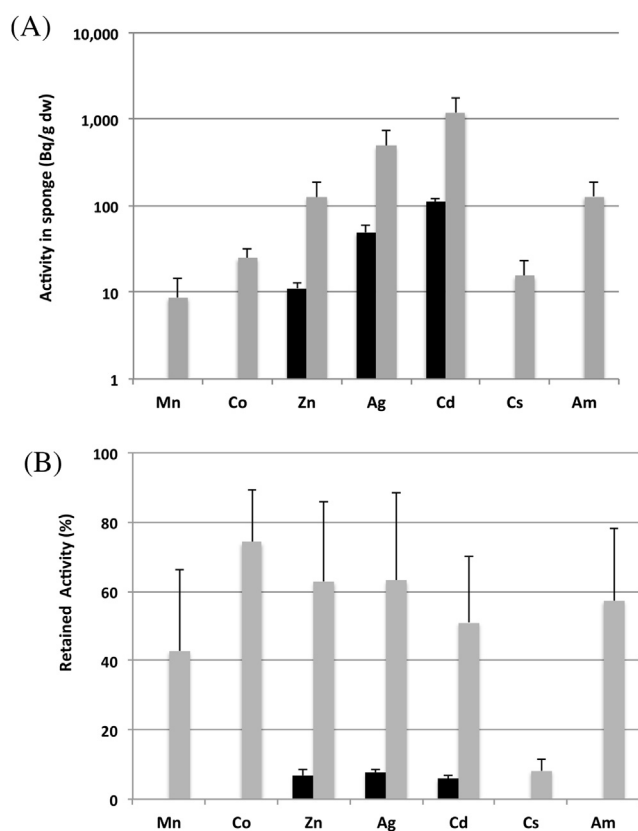 (A)
Activity in sponge (Bq/g dw)
10,000
1,000
100
10
1
Mn Co Zn Ag Cd Cs Am
(B)
Retained Activity (%)
100
80
60
40
20
0
Mn Co Zn Ag Cd Cs Am